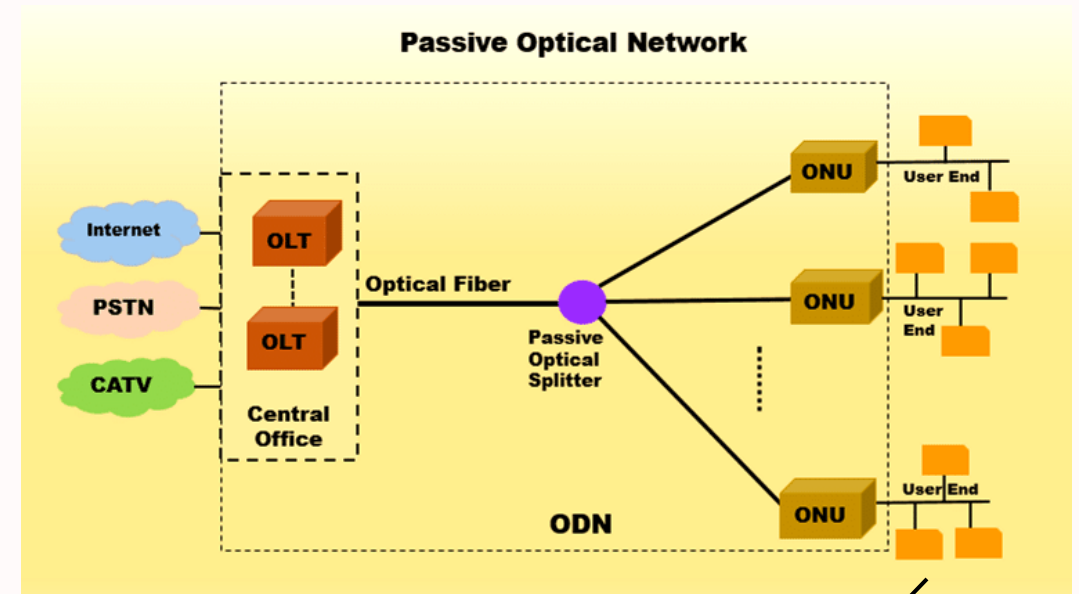 Passive Optical Network
Internet
PSTN
CATV
OLT
OLT
Central
Office
Optical Fiber
Passive
Optical
Splitter
ONU
User End
ONU
User
End
ONU
User End
ODN